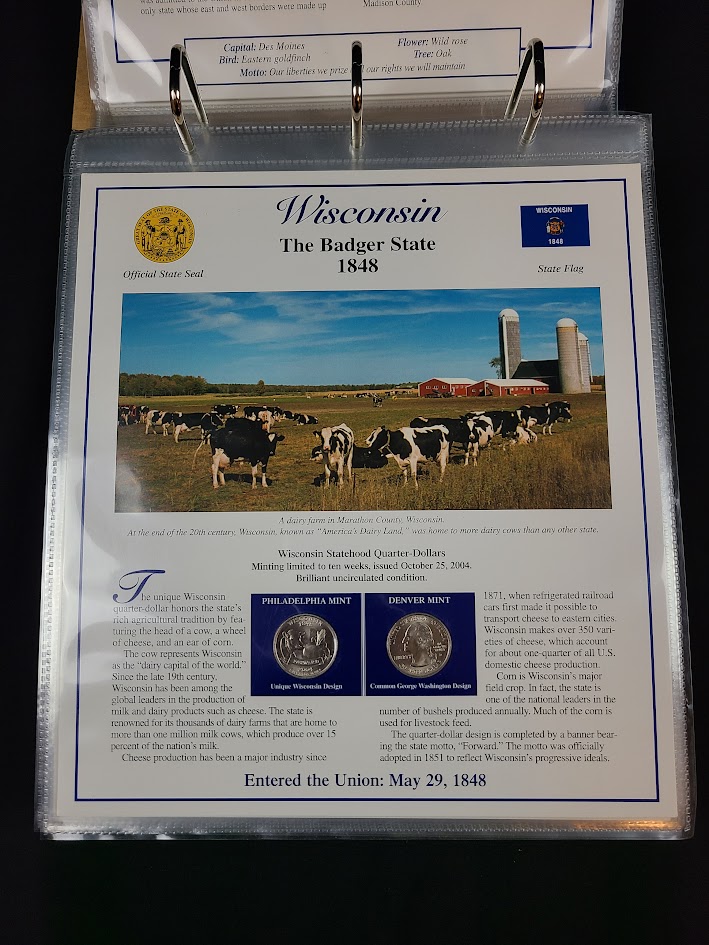 only state whose east and west borders were made up
Madison County
Capital: Des Moines
Flower: Wild rose
Bird: Eastern goldfinch
Tree: Oak
Motto: Our liberties we prize our rights we will maintain
Wisconsin
The Badger State
1848
Official State Seal
WISCONSIN
1848
State Flag
A dairy farm in Marathon County, Wisconsin.
At the end of the 20th century, Wisconsin, known as "America's Dairy Land," was home to more dairy cows than any other state.
Wisconsin Statehood Quarter-Dollars
Minting limited to ten weeks, issued October 25, 2004.
Brilliant uncirculated condition.
The unique Wisconsin
quarter-dollar honors the state's
rich agricultural tradition by fea-
turing the head of a cow, a wheel
of cheese, and an ear of corn.
The cow represents Wisconsin
as the "dairy capital of the world."
Since the late 19th century,
Wisconsin has been among the
global leaders in the production of
milk and dairy products such as cheese. The state is
renowned for its thousands of dairy farms that are home to
more than one million milk cows, which produce over 15
percent of the nation's milk.
Cheese production has been a major industry since
PHILADELPHIA MINT
Unique Wisconsin Design
DENVER MINT
Common George Washington Design
1871, when refrigerated railroad
cars first made it possible to
transport cheese to eastern cities.
Wisconsin makes over 350 vari-
eties of cheese, which account
for about one-quarter of all U.S.
domestic cheese production.
Corn is Wisconsin's major
field crop. In fact, the state is
one of the national leaders in the
number of bushels produced annually. Much of the corn is
used for livestock feed.
The quarter-dollar design is completed by a banner bear-
ing the state motto, "Forward." The motto was officially
adopted in 1851 to reflect Wisconsin's progressive ideals.
Entered the Union: May 29, 1848